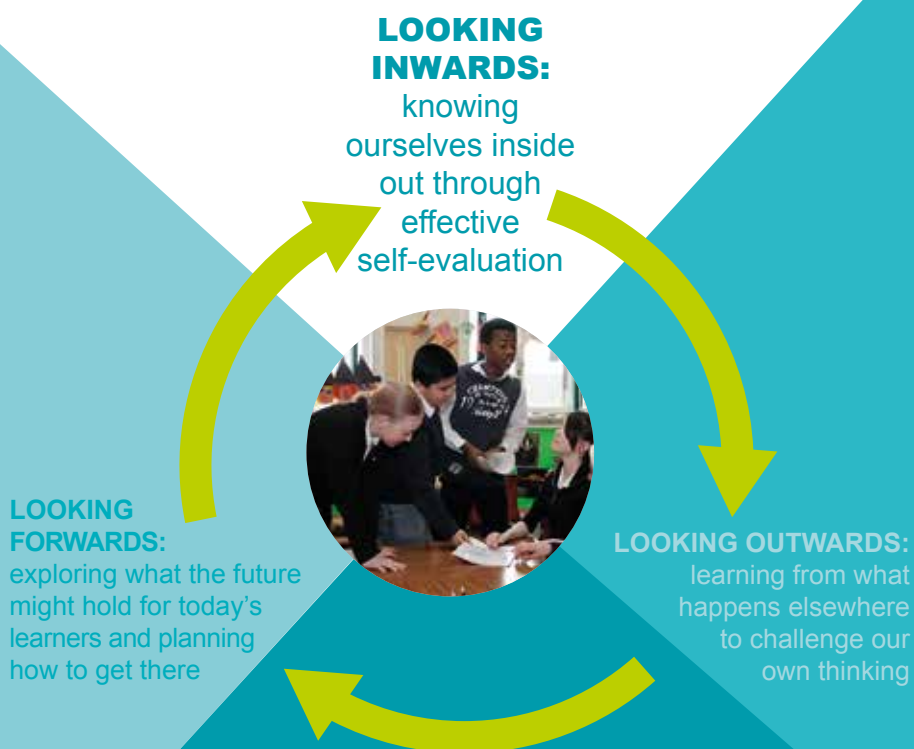 LOOKING
INWARDS:
knowing
ourselves inside
out through
effective
self-evaluation
LOOKING OUTWARDS:
learning from what
happens elsewhere
to challenge our
own thinking
LOOKING
FORWARDS:
exploring what the future
might hold for today's
learners and planning
how to get there